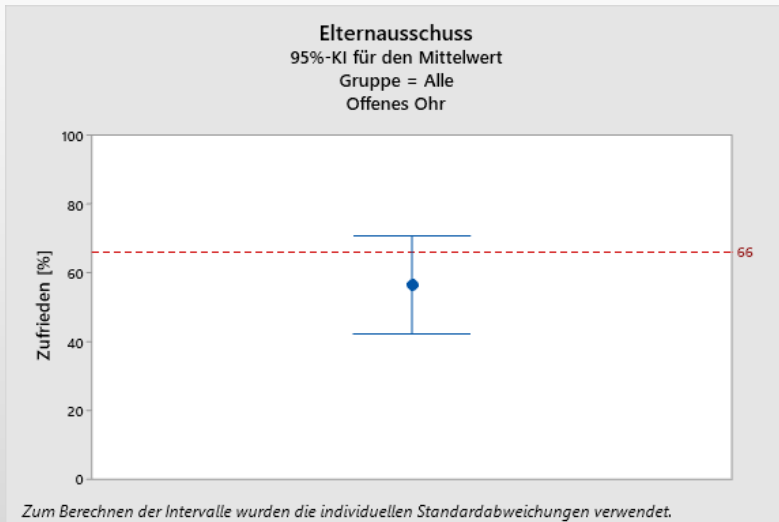 Elternausschuss
95%-KI für den Mittelwert
Gruppe = Alle
Offenes Ohr
100
80
66
60
40
20
0
Zufrieden [%]
Zum Berechnen der Intervalle wurden die individuellen Standardabweichungen verwendet.